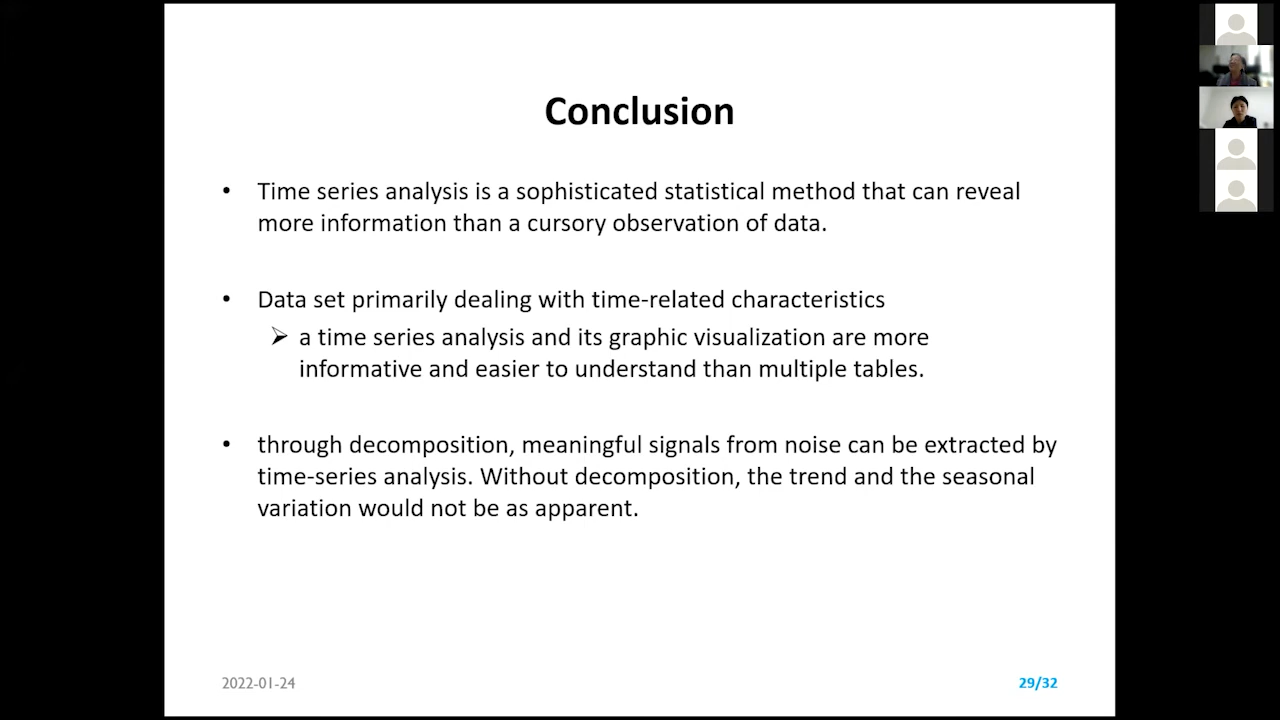 Conclusion
• Time series analysis is a sophisticated statistical method that can reveal
more information than a cursory observation of data.
• Data set primarily dealing with time-related characteristics
➢ a time series analysis and its graphic visualization are more
informative and easier to understand than multiple tables.
• through decomposition, meaningful signals from noise can be extracted by
time-series analysis. Without decomposition, the trend and the seasonal
variation would not be as apparent.
2022-01-24
29/32